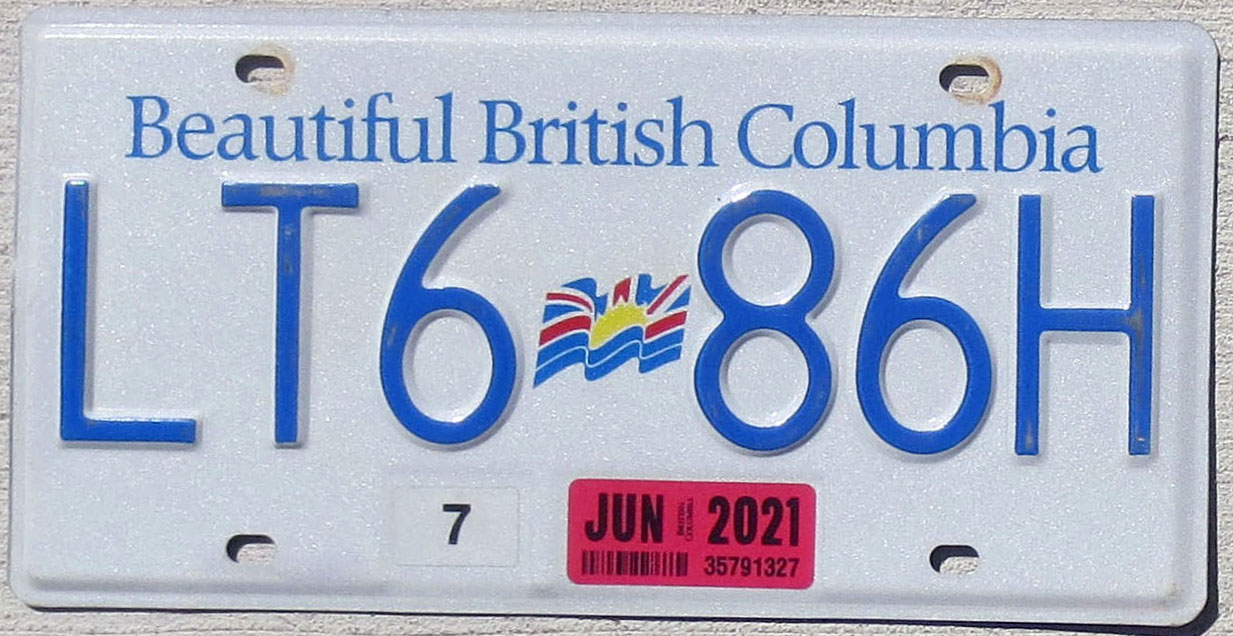 Beautiful British Columbia
LT6 86H
7
JUN BRITISH COLUMBIA 2021
35791327